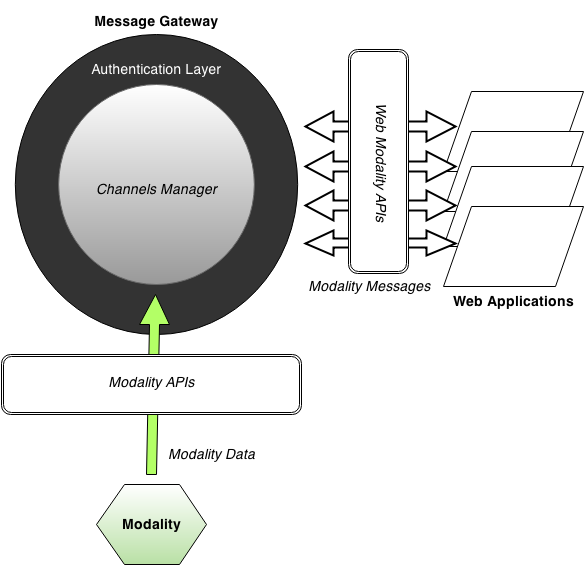 Message Gateway
Authentication Layer
Channels Manager
Web Modality APIs
Modality Messages
Web Applications
Modality APIs
Modality Data
Modality